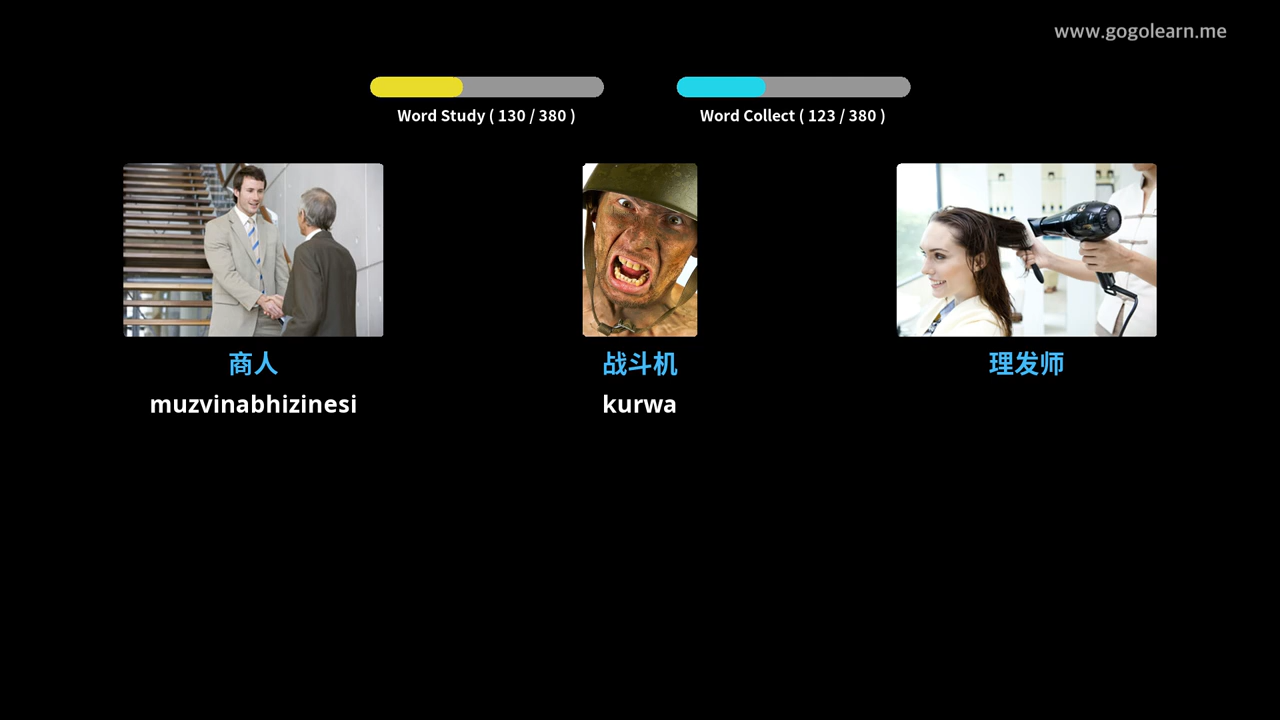 www.gogolearn.me
Word Study ( 130 / 380 )
Word Collect ( 123 / 380 )
商人
战斗机
理发师
muzvinabhizinesi
kurwa